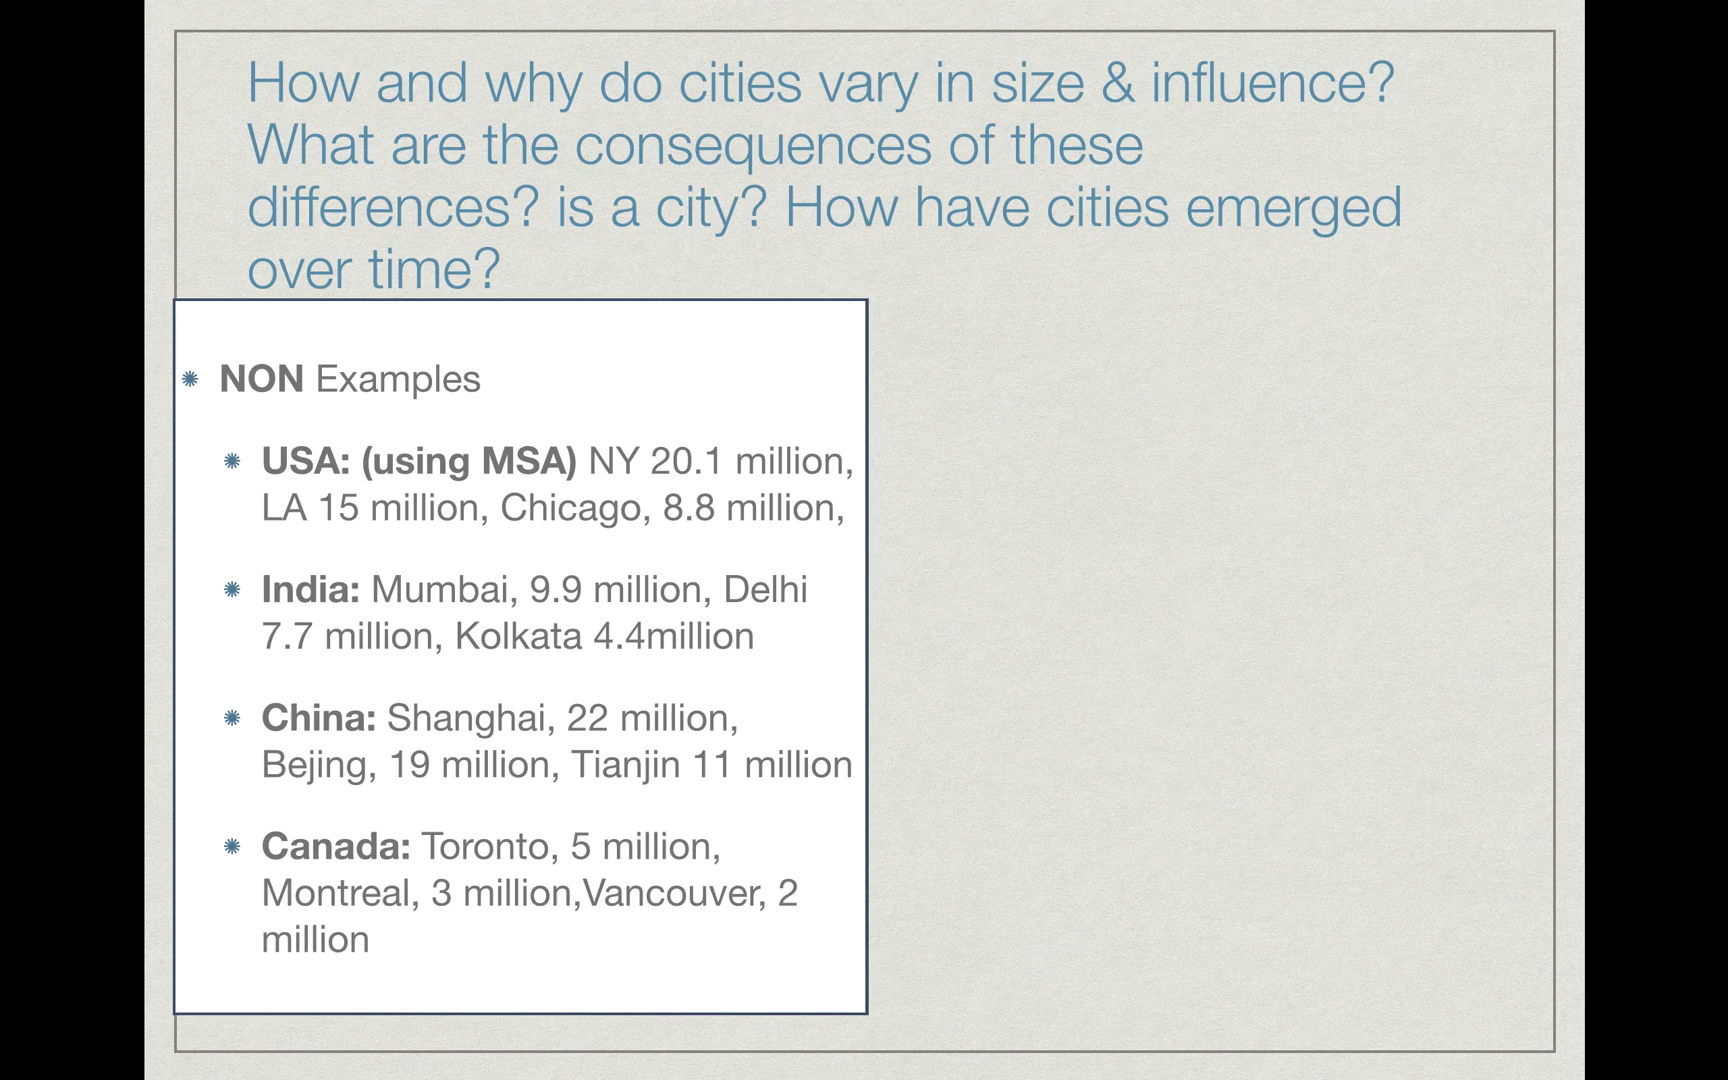 How and why do cities vary in size & influence?
What are the consequences of these
differences? is a city? How have cities emerged
over time?
NON Examples
USA: (using MSA) NY 20.1 million,
LA 15 million, Chicago, 8.8 million,
India: Mumbai, 9.9 million, Delhi
7.7 million, Kolkata 4.4million
China: Shanghai, 22 million,
Bejing, 19 million, Tianjin 11 million
Canada: Toronto, 5 million,
Montreal, 3 million,Vancouver, 2
million